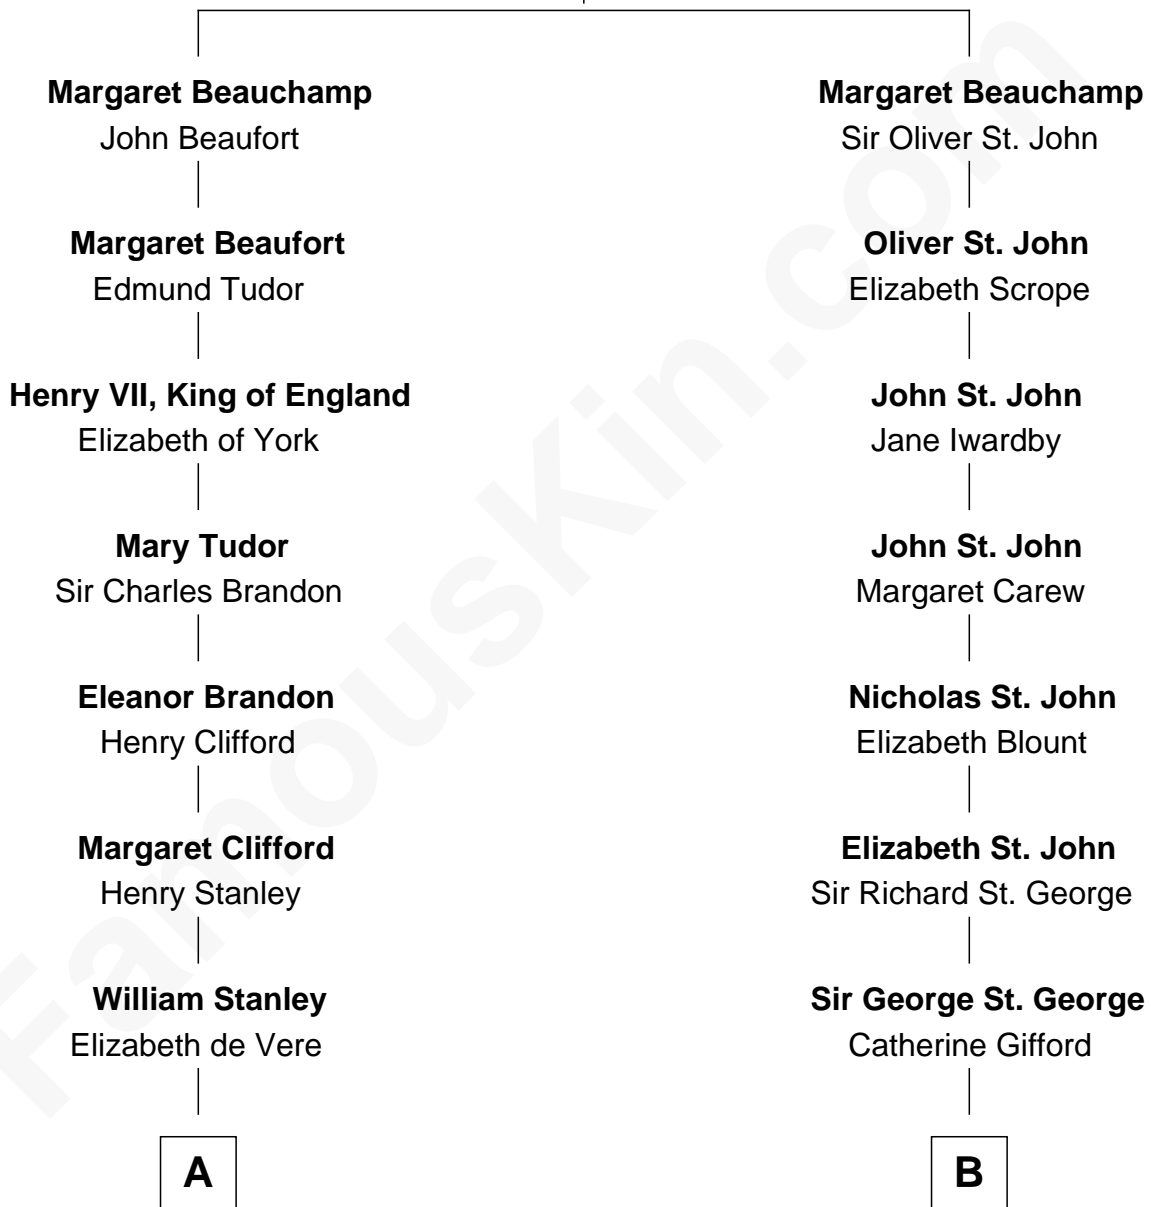 Margaret Beauchamp
John Beaufort
Margaret Beaufort
Edmund Tudor
Henry VII, King of England
Elizabeth of York
Mary Tudor
Sir Charles Brandon
Eleanor Brandon
Henry Clifford
Margaret Clifford
Henry Stanley
William Stanley
Elizabeth de Vere
A
Margaret Beauchamp
Sir Oliver St. John
Oliver St. John
Elizabeth Scrope
John St. John
Jane Iwardby
John St. John
Margaret Carew
Nicholas St. John
Elizabeth Blount
Elizabeth St. John
Sir Richard St. George
Sir George St. George
Catherine Gifford
B
FamousKin.com